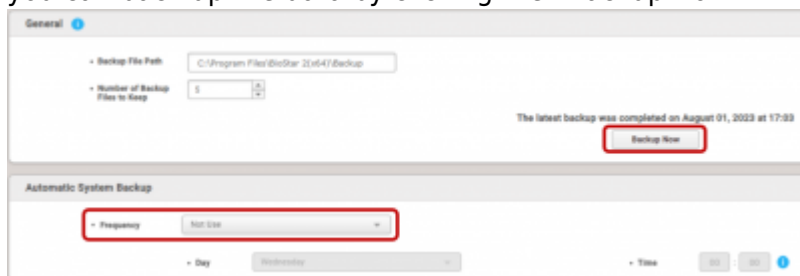 General
• Backup File Path
C:\Program Files\BioStar 2(x64)\Backup
• Number of Backup
Files to Keep
5
The latest backup was completed on August 01, 2023 at 17:03
Backup Now
Automatic System Backup
• Frequency
Not Use
• Day
Wednesday
• Time
00 : 00